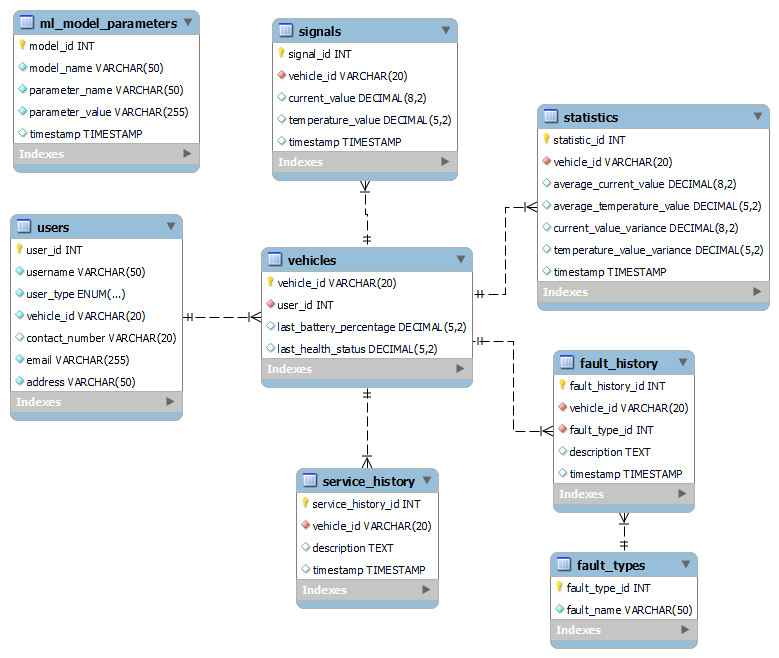 ml_model_parameters
model_id INT
model_name VARCHAR(50)
parameter_name VARCHAR(50)
parameter_value VARCHAR(255)
timestamp TIMESTAMP
Indexes
signals
signal_id INT
vehicle_id VARCHAR(20)
current_value DECIMAL(8,2)
temperature_value DECIMAL(5,2)
timestamp TIMESTAMP
Indexes
statistics
statistic_id INT
vehicle_id VARCHAR(20)
average_current_value DECIMAL(8,2)
average_temperature_value DECIMAL(5,2)
current_value_variance DECIMAL(8,2)
temperature_value_variance DECIMAL(5,2)
timestamp TIMESTAMP
Indexes
users
user_id INT
username VARCHAR(50)
user_type ENUM(...)
vehicle_id VARCHAR(20)
contact_number VARCHAR(20)
email VARCHAR(255)
address VARCHAR(50)
Indexes
vehicles
vehicle_id VARCHAR(20)
user_id INT
last_battery_percentage DECIMAL(5,2)
last_health_status DECIMAL(5,2)
Indexes
fault_history
fault_history_id INT
vehicle_id VARCHAR(20)
fault_type_id INT
description TEXT
timestamp TIMESTAMP
Indexes
service_history
service_history_id INT
vehicle_id VARCHAR(20)
description TEXT
timestamp TIMESTAMP
Indexes
fault_types
fault_type_id INT
fault_name VARCHAR(50)
Indexes